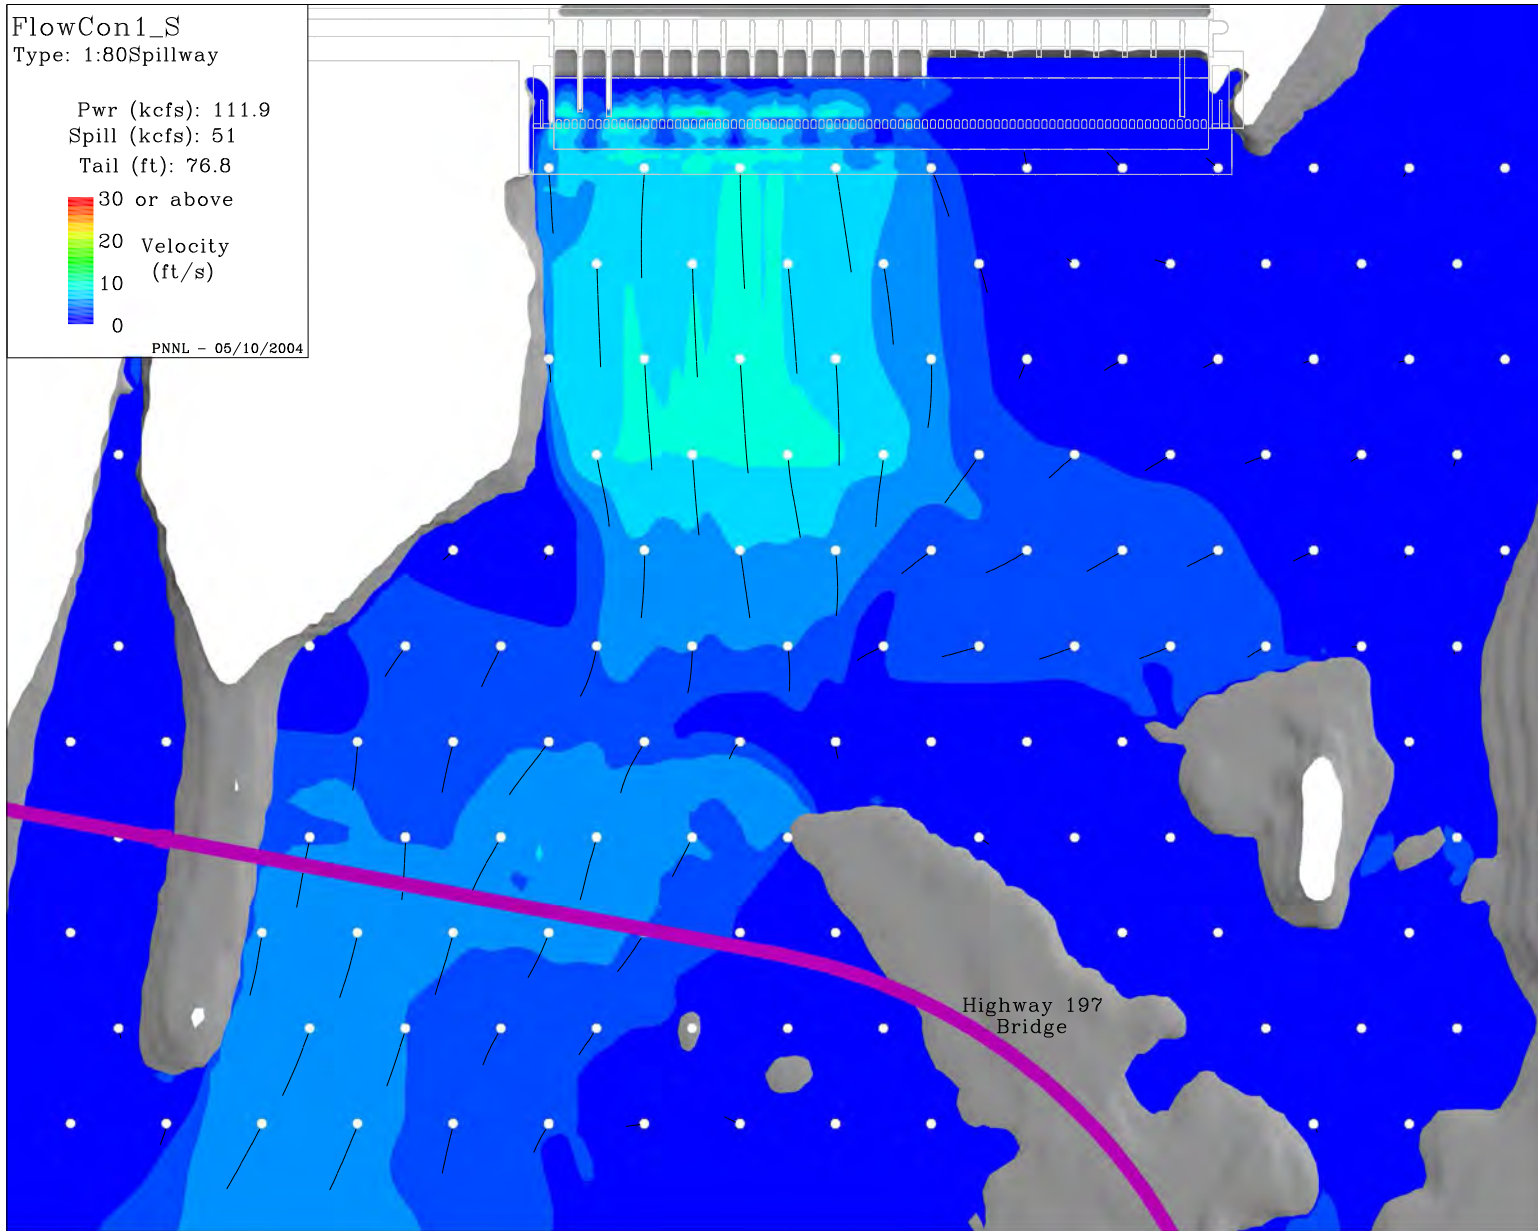 FlowCon1_S
Type: 1:80Spillway
Pwr (kcfs): 111.9
Spill (kcfs): 51
Tail (ft): 76.8
30 or above
20
Velocity
(ft/s)
10
0
PNNL - 05/10/2004
Highway 197
Bridge